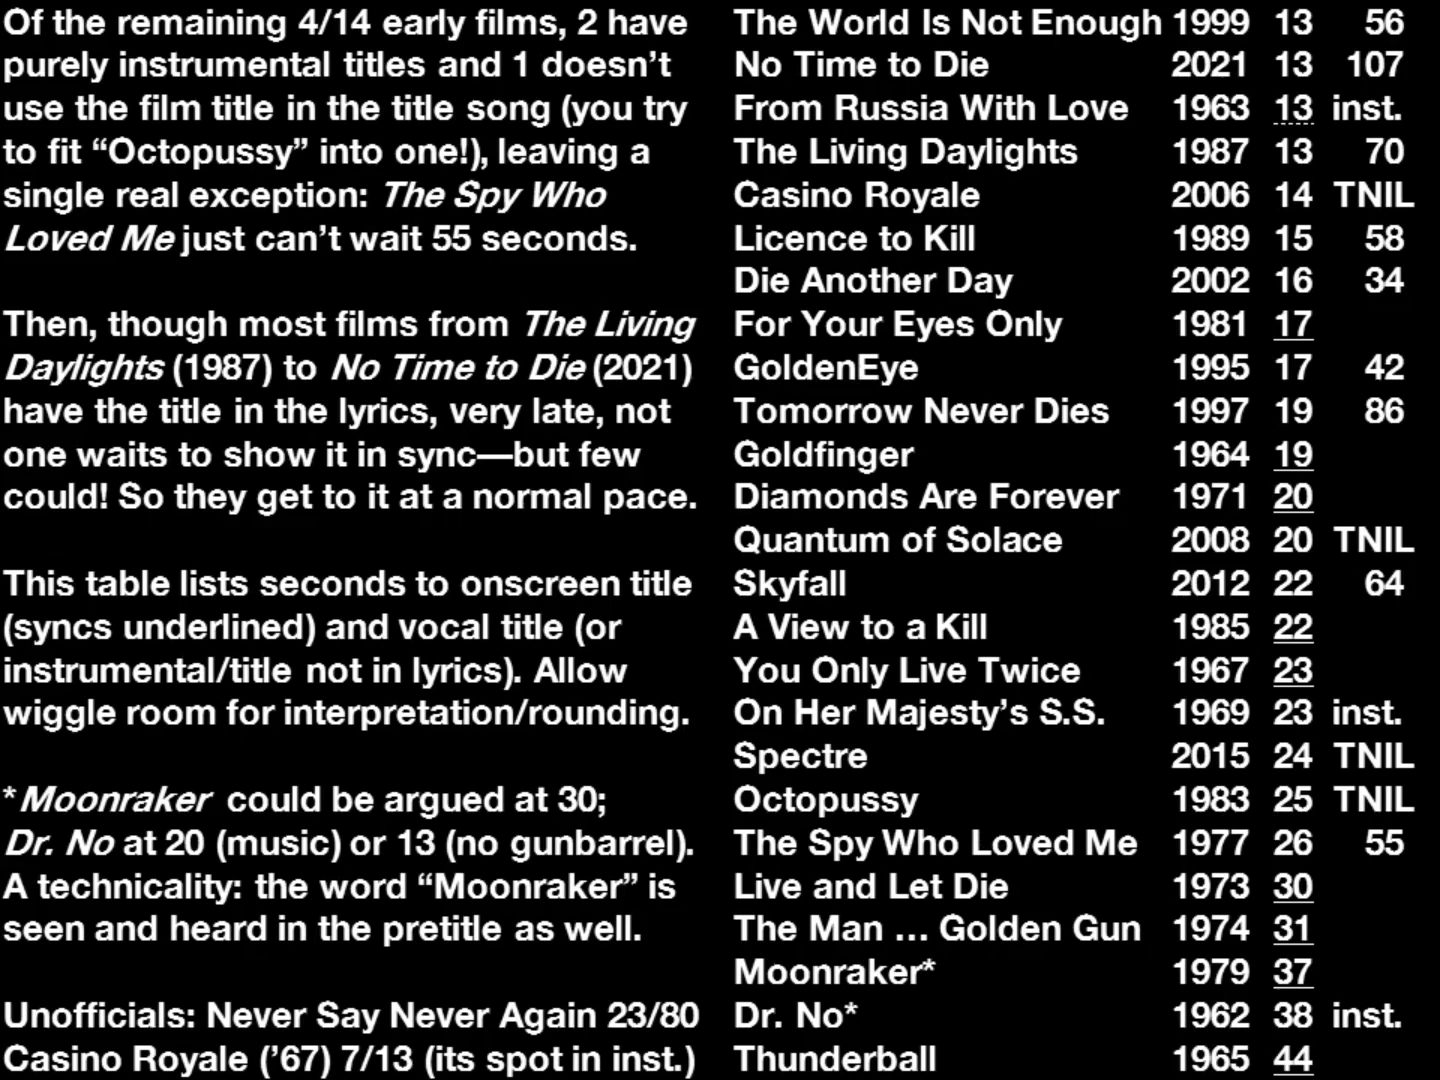 Of the remaining 4/14 early films, 2 have
purely instrumental titles and 1 doesn’t
use the film title in the title song (you try
to fit “Octopussy” into one!), leaving a
single real exception: The Spy Who
Loved Me just can’t wait 55 seconds.
Then, though most films from The Living
Daylights (1987) to No Time to Die (2021)
have the title in the lyrics, very late, not
one waits to show it in sync—but few
could! So they get to it at a normal pace.
This table lists seconds to onscreen title
(syncs underlined) and vocal title (or
instrumental/title not in lyrics). Allow
wiggle room for interpretation/rounding.
*Moonraker could be argued at 30;
Dr. No at 20 (music) or 13 (no gunbarrel).
A technicality: the word “Moonraker” is
seen and heard in the pretitle as well.
Unofficials: Never Say Never Again 23/80
Casino Royale (’67) 7/13 (its spot in inst.)
The World Is Not Enough 1999 13 56
No Time to Die 2021 13 107
From Russia With Love 1963 13 inst.
The Living Daylights 1987 13 70
Casino Royale 2006 14 TNIL
Licence to Kill 1989 15 58
Die Another Day 2002 16 34
For Your Eyes Only 1981 17
GoldenEye 1995 17 42
Tomorrow Never Dies 1997 19 86
Goldfinger 1964 19
Diamonds Are Forever 1971 20
Quantum of Solace 2008 20 TNIL
Skyfall 2012 22 64
A View to a Kill 1985 22
You Only Live Twice 1967 23
On Her Majesty’s S.S. 1969 23 inst.
Spectre 2015 24 TNIL
Octopussy 1983 25 TNIL
The Spy Who Loved Me 1977 26 55
Live and Let Die 1973 30
The Man … Golden Gun 1974 31
Moonraker* 1979 37
Dr. No* 1962 38 inst.
Thunderball 1965 44